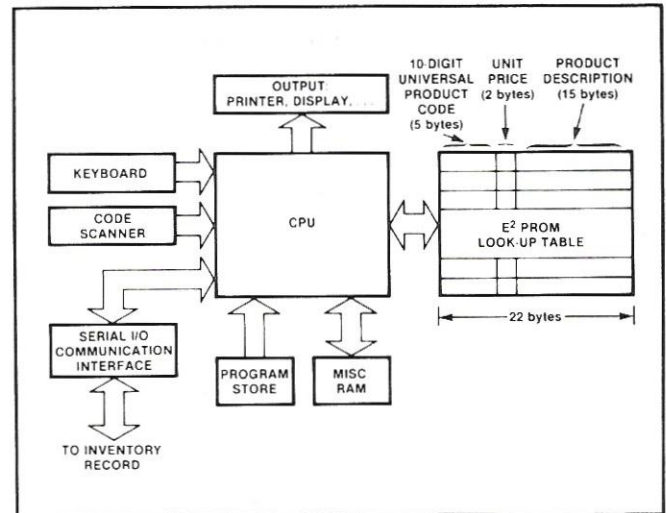 10-DIGIT
UNIVERSAL
PRODUCT
CODE
(5 bytes)
UNIT
PRICE
(2 bytes)
PRODUCT
DESCRIPTION
(15 bytes)
OUTPUT:
PRINTER, DISPLAY, . . .
KEYBOARD
CODE
SCANNER
CPU
E² PROM
LOOK-UP TABLE
22 bytes
SERIAL I/O
COMMUNICATION
INTERFACE
PROGRAM
STORE
MISC
RAM
TO INVENTORY
RECORD